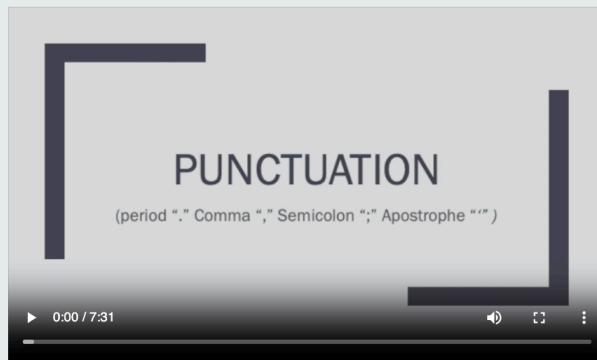 PUNCTUATION
(period “.” Comma “,” Semicolon “;” Apostrophe “‘” )
0:00 / 7:31